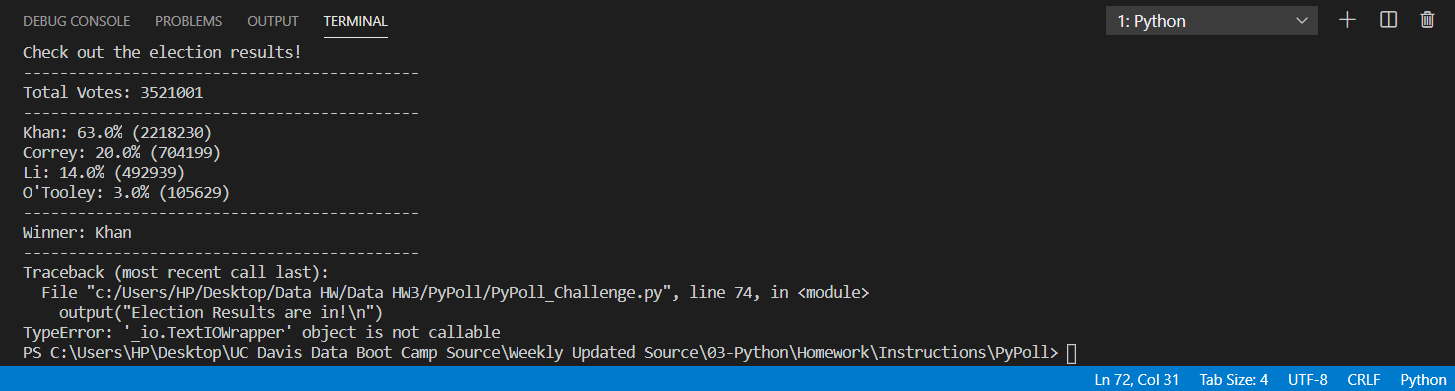 DEBUG CONSOLE PROBLEMS OUTPUT TERMINAL 1: Python
Check out the election results!
--------------------------------------------
Total Votes: 3521001
--------------------------------------------
Khan: 63.0% (2218230)
Correy: 20.0% (704199)
Li: 14.0% (492939)
O'Tooley: 3.0% (105629)
--------------------------------------------
Winner: Khan
--------------------------------------------
Traceback (most recent call last):
  File "c:/Users/HP/Desktop/Data HW/Data HW3/PyPoll/PyPoll_Challenge.py", line 74, in <module>
    output("Election Results are in!\n")
TypeError: '_io.TextIOWrapper' object is not callable
PS C:\Users\HP\Desktop\UC Davis Data Boot Camp Source\Weekly Updated Source\03-Python\Homework\Instructions\PyPoll>
Ln 72, Col 31 Tab Size: 4 UTF-8 CRLF Python